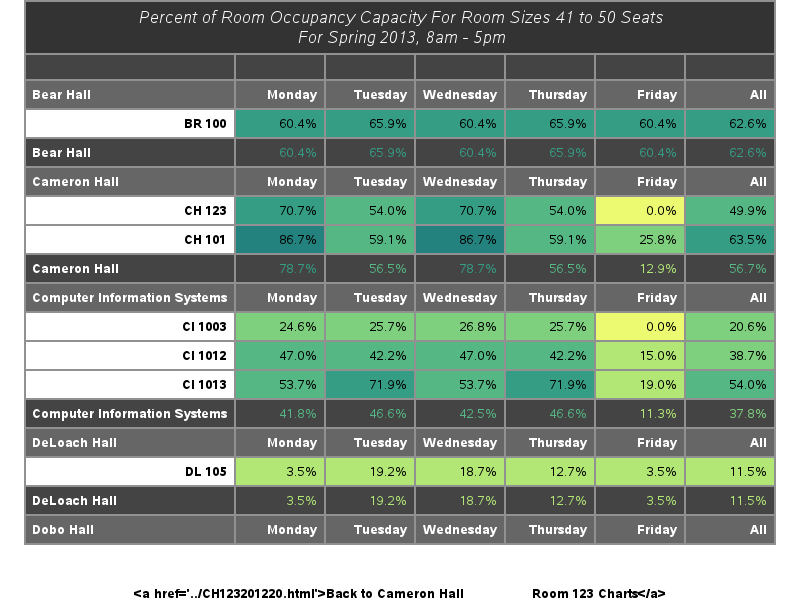 Percent of Room Occupancy Capacity For Room Sizes 41 to 50 Seats
For Spring 2013, 8am - 5pm
Bear Hall Monday Tuesday Wednesday Thursday Friday All
BR 100 60.4% 65.9% 60.4% 65.9% 60.4% 62.6%
Bear Hall 60.4% 65.9% 60.4% 65.9% 60.4% 62.6%
Cameron Hall Monday Tuesday Wednesday Thursday Friday All
CH 123 70.7% 54.0% 70.7% 54.0% 0.0% 49.9%
CH 101 86.7% 59.1% 86.7% 59.1% 25.8% 63.5%
Cameron Hall 78.7% 56.5% 78.7% 56.5% 12.9% 56.7%
Computer Information Systems Monday Tuesday Wednesday Thursday Friday All
CI 1003 24.6% 25.7% 26.8% 25.7% 0.0% 20.6%
CI 1012 47.0% 42.2% 47.0% 42.2% 15.0% 38.7%
CI 1013 53.7% 71.9% 53.7% 71.9% 19.0% 54.0%
Computer Information Systems 41.8% 46.6% 42.5% 46.6% 11.3% 37.8%
DeLoach Hall Monday Tuesday Wednesday Thursday Friday All
DL 105 3.5% 19.2% 18.7% 12.7% 3.5% 11.5%
DeLoach Hall 3.5% 19.2% 18.7% 12.7% 3.5% 11.5%
Dobo Hall Monday Tuesday Wednesday Thursday Friday All
<a href='../CH123201220.html'>Back to Cameron Hall Room 123 Charts</a>